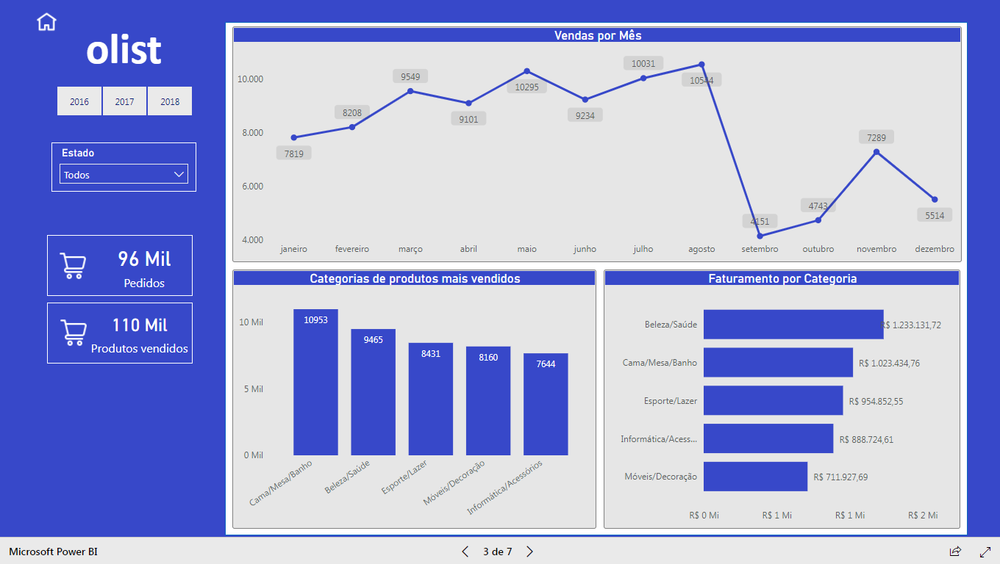 olist
2016 2017 2018
Estado
Todos
96 Mil
Pedidos
110 Mil
Produtos vendidos
Vendas por Mês
10.000
8.000
6.000
4.000
7819
8208
9549
9101
10295
9234
10031
10544
4151
4743
7289
5514
janeiro fevereiro março abril maio junho julho agosto setembro outubro novembro dezembro
Categorias de produtos mais vendidos
10 Mil
5 Mil
0 Mil
10953
9465
8431
8160
7644
Cama/Mesa/Banho
Beleza/Saúde
Esporte/Lazer
Móveis/Decoração
Informática/Acessórios
Faturamento por Categoria
Beleza/Saúde R$ 1.233.131,72
Cama/Mesa/Banho R$ 1.023.434,76
Esporte/Lazer R$ 954.852,55
Informática/Acess... R$ 888.724,61
Móveis/Decoração R$ 711.927,69
R$ 0 Mi R$ 1 Mi R$ 1 Mi R$ 2 Mi
Microsoft Power BI
3 de 7